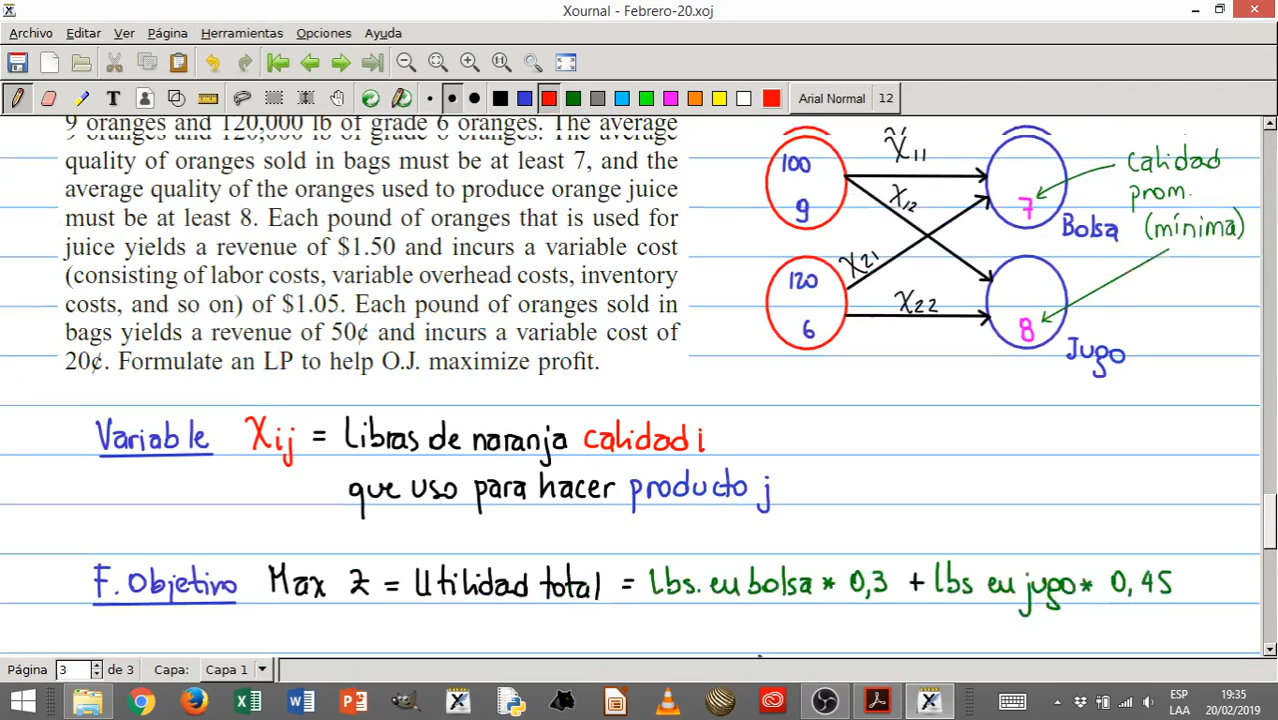 Xournal - Febrero-20.xoj
Archivo Editar Ver Página Herramientas Opciones Ayuda
Arial Normal 12
9 oranges and 120,000 lb of grade 6 oranges. The average
quality of oranges sold in bags must be at least 7, and the
average quality of the oranges used to produce orange juice
must be at least 8. Each pound of oranges that is used for
juice yields a revenue of $1.50 and incurs a variable cost
(consisting of labor costs, variable overhead costs, inventory
costs, and so on) of $1.05. Each pound of oranges sold in
bags yields a revenue of 50¢ and incurs a variable cost of
20¢. Formulate an LP to help O.J. maximize profit.
100
9
X11
X12
7
Bolsa
calidad
prom.
(mínima)
120
6
X21
X22
8
Jugo
Variable Xij = Libras de naranja calidad i
que uso para hacer producto j
F. Objetivo Max Z = Utilidad total = Lbs. en bolsa * 0,3 + Lbs en jugo * 0,45
Página 3 de 3 Capa: Capa 1
ESP
LAA
19:35
20/02/2019